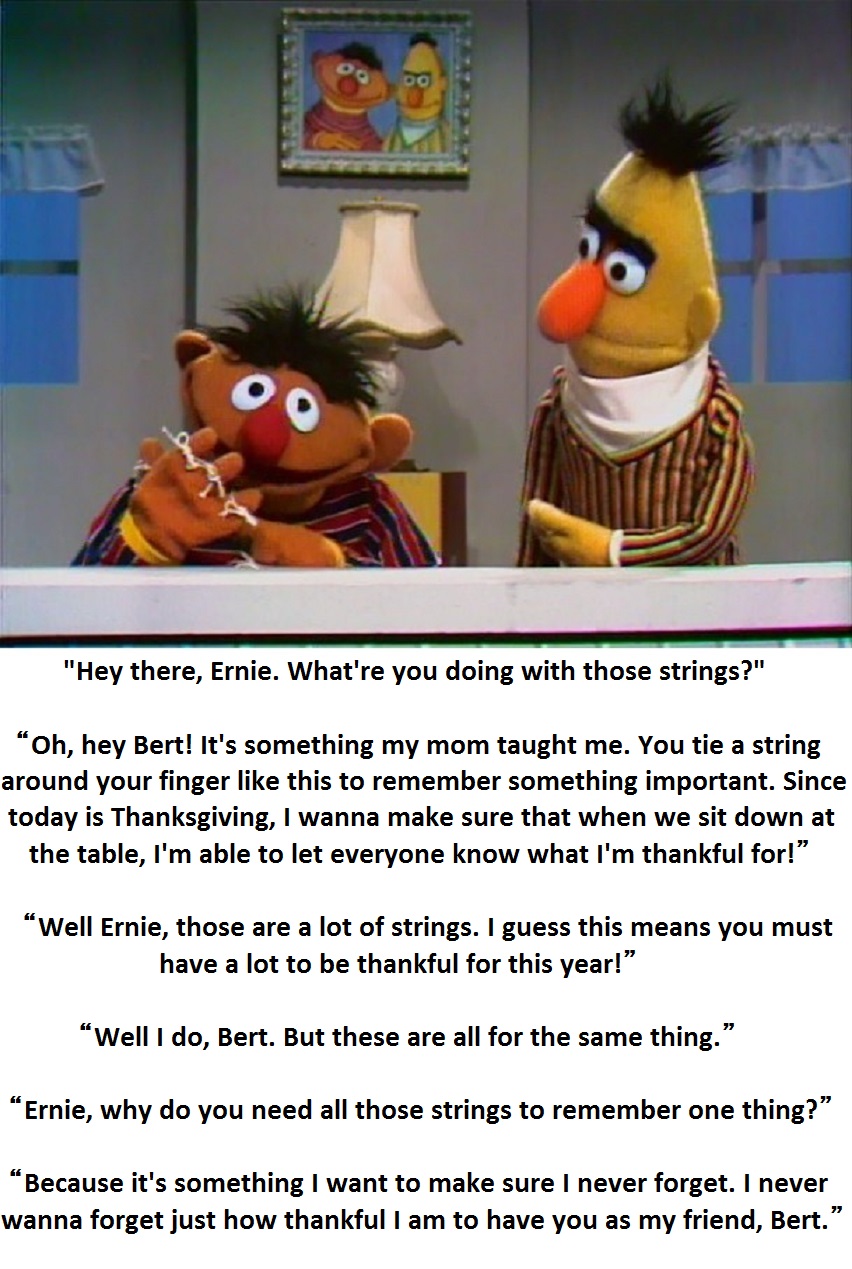 "Hey there, Ernie. What're you doing with those strings?"
“Oh, hey Bert! It's something my mom taught me. You tie a string
around your finger like this to remember something important. Since
today is Thanksgiving, I wanna make sure that when we sit down at
the table, I'm able to let everyone know what I'm thankful for!”
“Well Ernie, those are a lot of strings. I guess this means you must
have a lot to be thankful for this year!”
“Well I do, Bert. But these are all for the same thing.”
“Ernie, why do you need all those strings to remember one thing?”
“Because it's something I want to make sure I never forget. I never
wanna forget just how thankful I am to have you as my friend, Bert.”